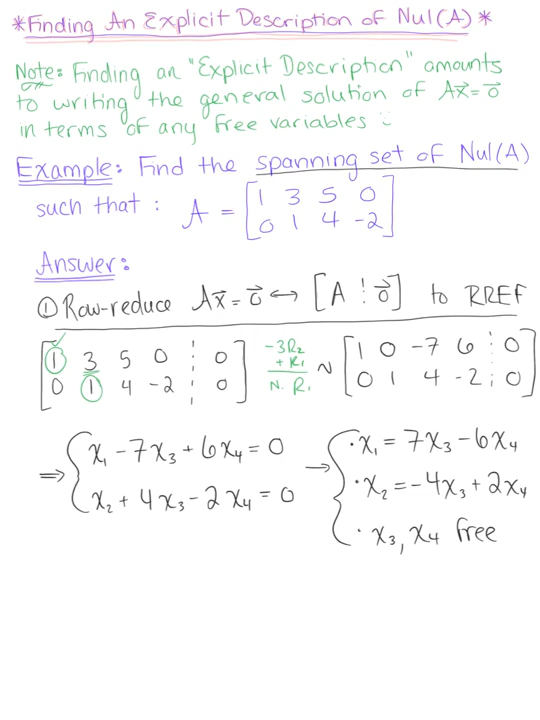 *Finding An Explicit Description of Nul(A)*
Note: Finding an "Explicit Description" amounts
to writing the general solution of Ax⃗=0⃗
in terms of any free variables :)
Example: Find the spanning set of Nul(A)
such that : A = [1 3 5 0
0 1 4 -2]
Answer:
① Row-reduce Ax⃗=0⃗ ↔ [A ⋮ 0⃗] to RREF
[1 3 5 0 ⋮ 0 -3R₂ ~ [1 0 -7 6 ⋮ 0
+R₁
0 1 4 -2 ⋮ 0] N.R₁ 0 1 4 -2 ⋮ 0]
⇒ { x₁ - 7x₃ + 6x₄ = 0 → { · x₁ = 7x₃ - 6x₄
x₂ + 4x₃ - 2x₄ = 0 · x₂ = -4x₃ + 2x₄
· x₃, x₄ free